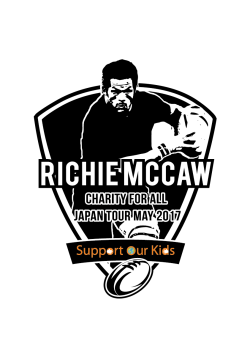 RICHIE MCCAW
CHARITY FOR ALL
JAPAN TOUR MAY 2017
Support Our Kids